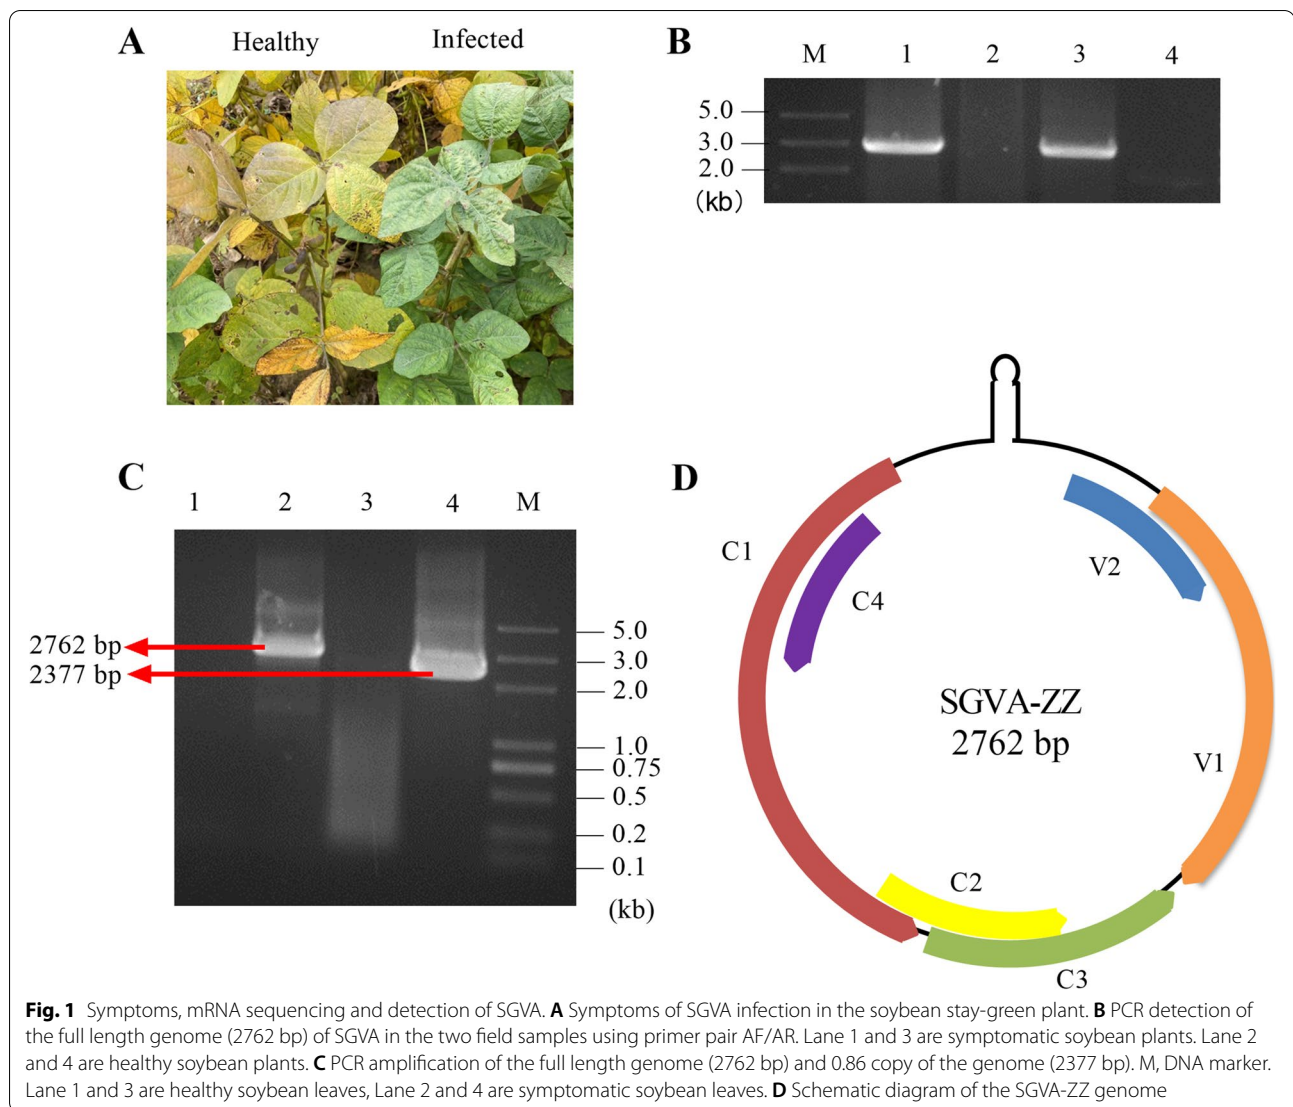 A
Healthy Infected
B
M 1 2 3 4
5.0
3.0
2.0
(kb)
C
1 2 3 4 M
2762 bp
2377 bp
5.0
3.0
2.0
1.0
0.75
0.5
0.2
0.1
(kb)
D
C1
C4
V2
V1
C2
C3
SGVA-ZZ
2762 bp
Fig. 1 Symptoms, mRNA sequencing and detection of SGVA. A Symptoms of SGVA infection in the soybean stay-green plant. B PCR detection of
the full length genome (2762 bp) of SGVA in the two field samples using primer pair AF/AR. Lane 1 and 3 are symptomatic soybean plants. Lane 2
and 4 are healthy soybean plants. C PCR amplification of the full length genome (2762 bp) and 0.86 copy of the genome (2377 bp). M, DNA marker.
Lane 1 and 3 are healthy soybean leaves, Lane 2 and 4 are symptomatic soybean leaves. D Schematic diagram of the SGVA-ZZ genome